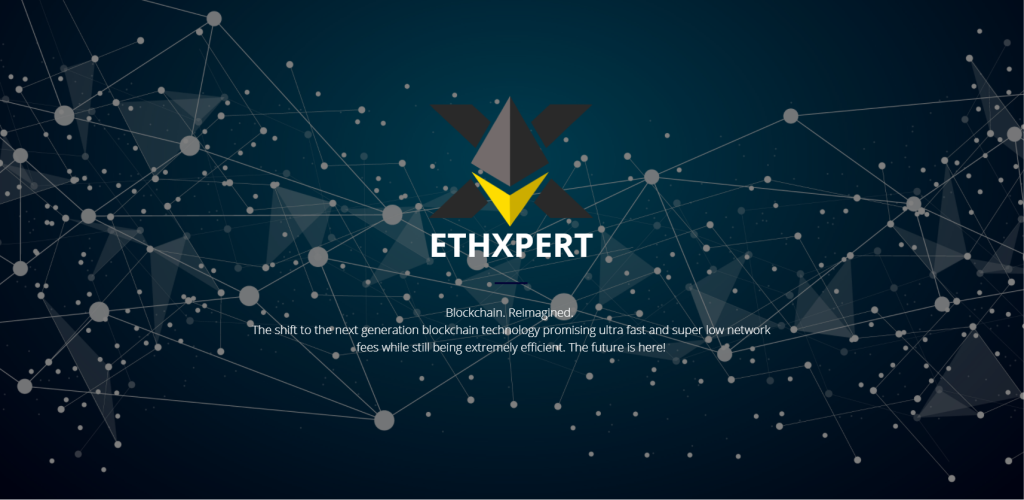 ETHXPERT
Blockchain. Reimagined.
The shift to the next generation blockchain technology promising ultra fast and super low network
fees while still being extremely efficient. The future is here!